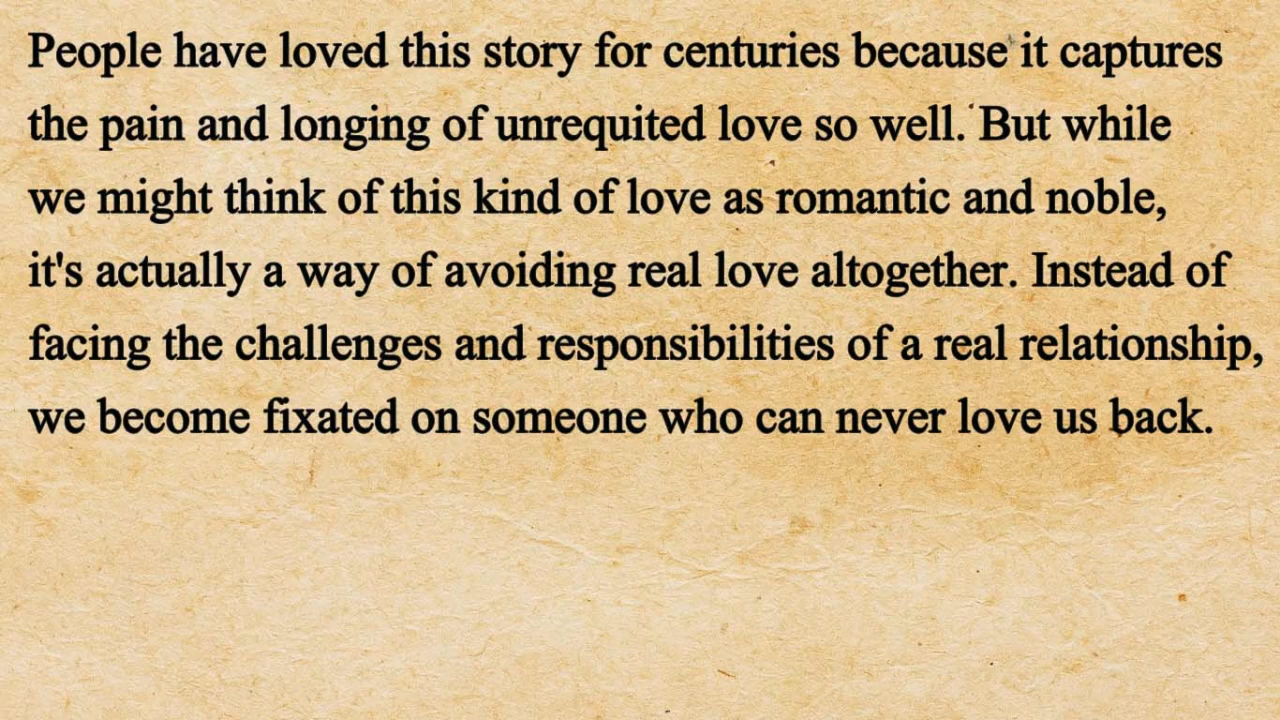 People have loved this story for centuries because it captures
the pain and longing of unrequited love so well. But while
we might think of this kind of love as romantic and noble,
it's actually a way of avoiding real love altogether. Instead of
facing the challenges and responsibilities of a real relationship,
we become fixated on someone who can never love us back.